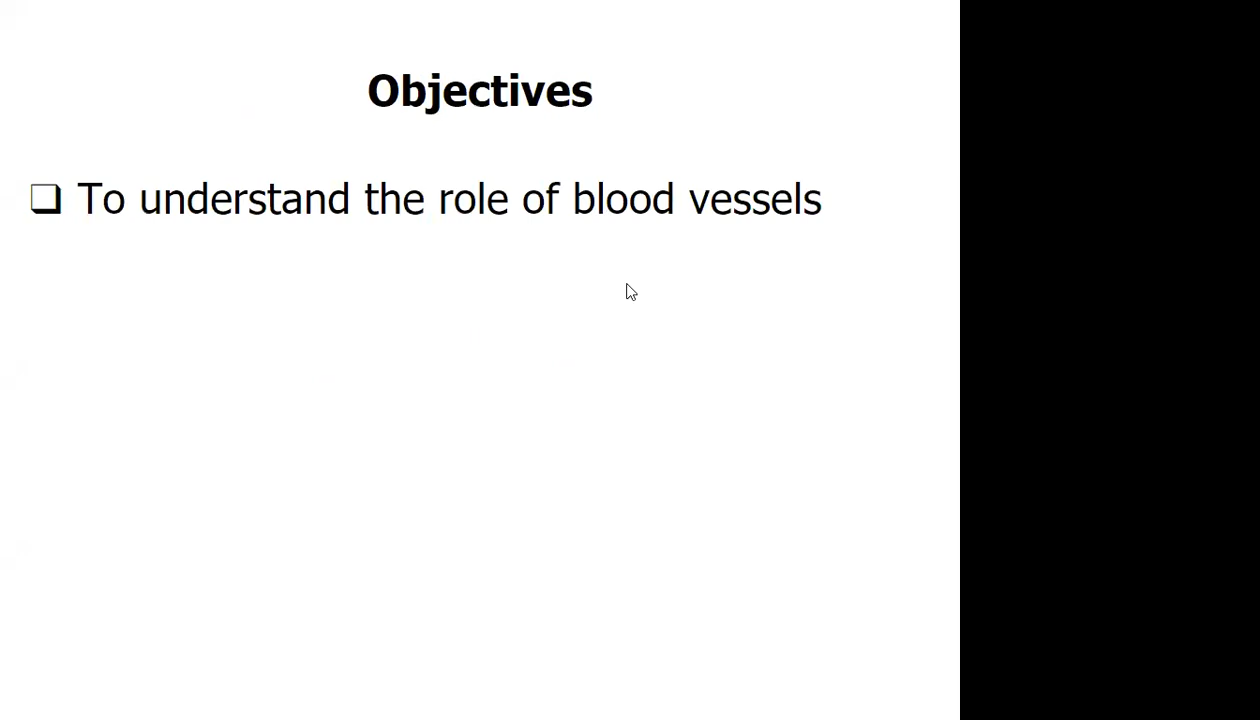 Objectives
❑ To understand the role of blood vessels